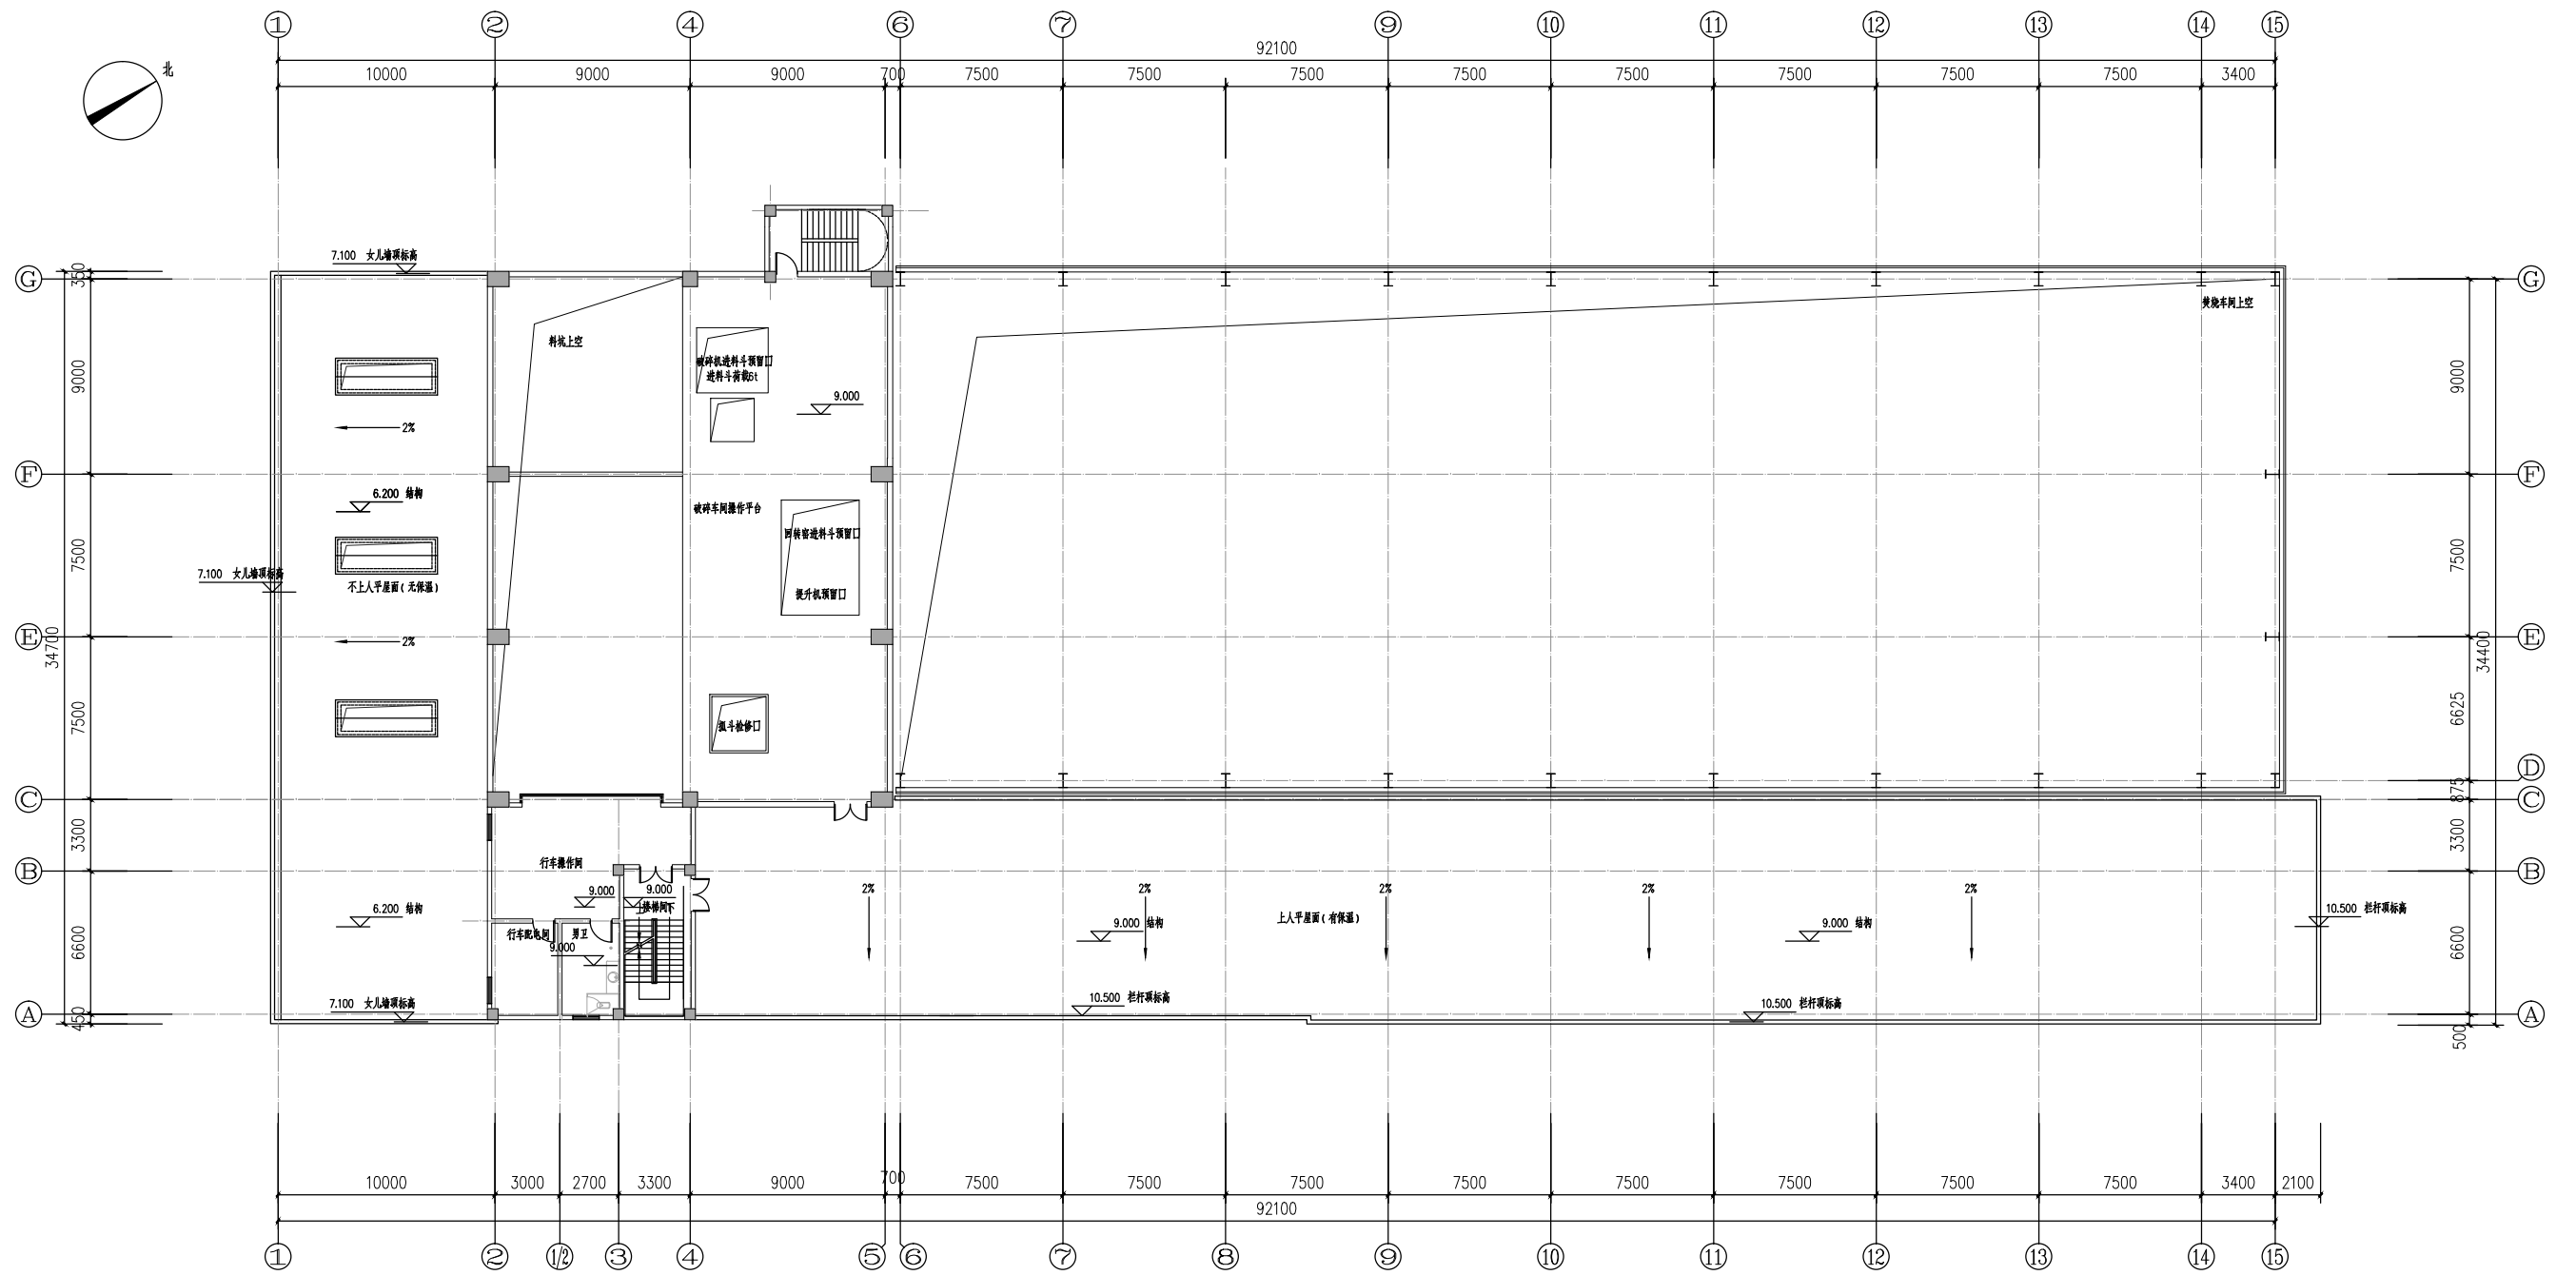 1 2 4 6 7 9 10 11 12 13 14 15
92100
10000 9000 9000 700 7500 7500 7500 7500 7500 7500 7500 7500 3400
北
7.100 女儿墙顶标高
G 350 G
焚烧车间上空
料坑上空
破碎机进料斗预留口
进料斗荷载6t
9000 9000
9.000
2%
F F
6.200 结构
破碎车间操作平台
回转窑进料斗预留口
7500 7500
7.100 女儿墙顶标高
不上人平屋面(无保温)
提升机预留口
E E
2%
34700 34400
7500 6625
抓斗检修口
D
C 875 C
3300 3300
行车操作间
B B
9.000 9.000
2% 2% 2% 2% 2%
楼梯间下
6.200 结构
上人平屋面(有保温)
9.000 结构
9.000 结构
10.500 栏杆顶标高
行车配电间 男卫
9.000
6600 6600
7.100 女儿墙顶标高
10.500 栏杆顶标高
10.500 栏杆顶标高
A A
450 500
10000 3000 2700 3300 9000 700 7500 7500 7500 7500 7500 7500 7500 7500 3400 2100
92100
1 2 1/2 3 4 5 6 7 8 9 10 11 12 13 14 15